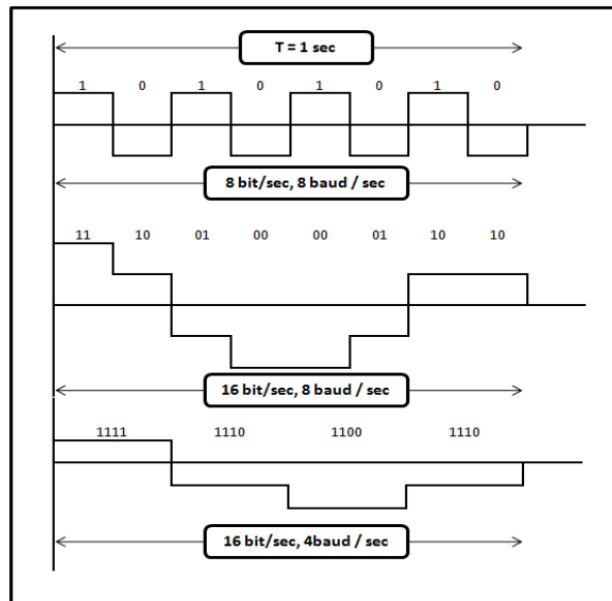 T = 1 sec
1 0 1 0 1 0 1 0
8 bit/sec, 8 baud / sec
11 10 01 00 00 01 10 10
16 bit/sec, 8 baud / sec
1111 1110 1100 1110
16 bit/sec, 4baud / sec